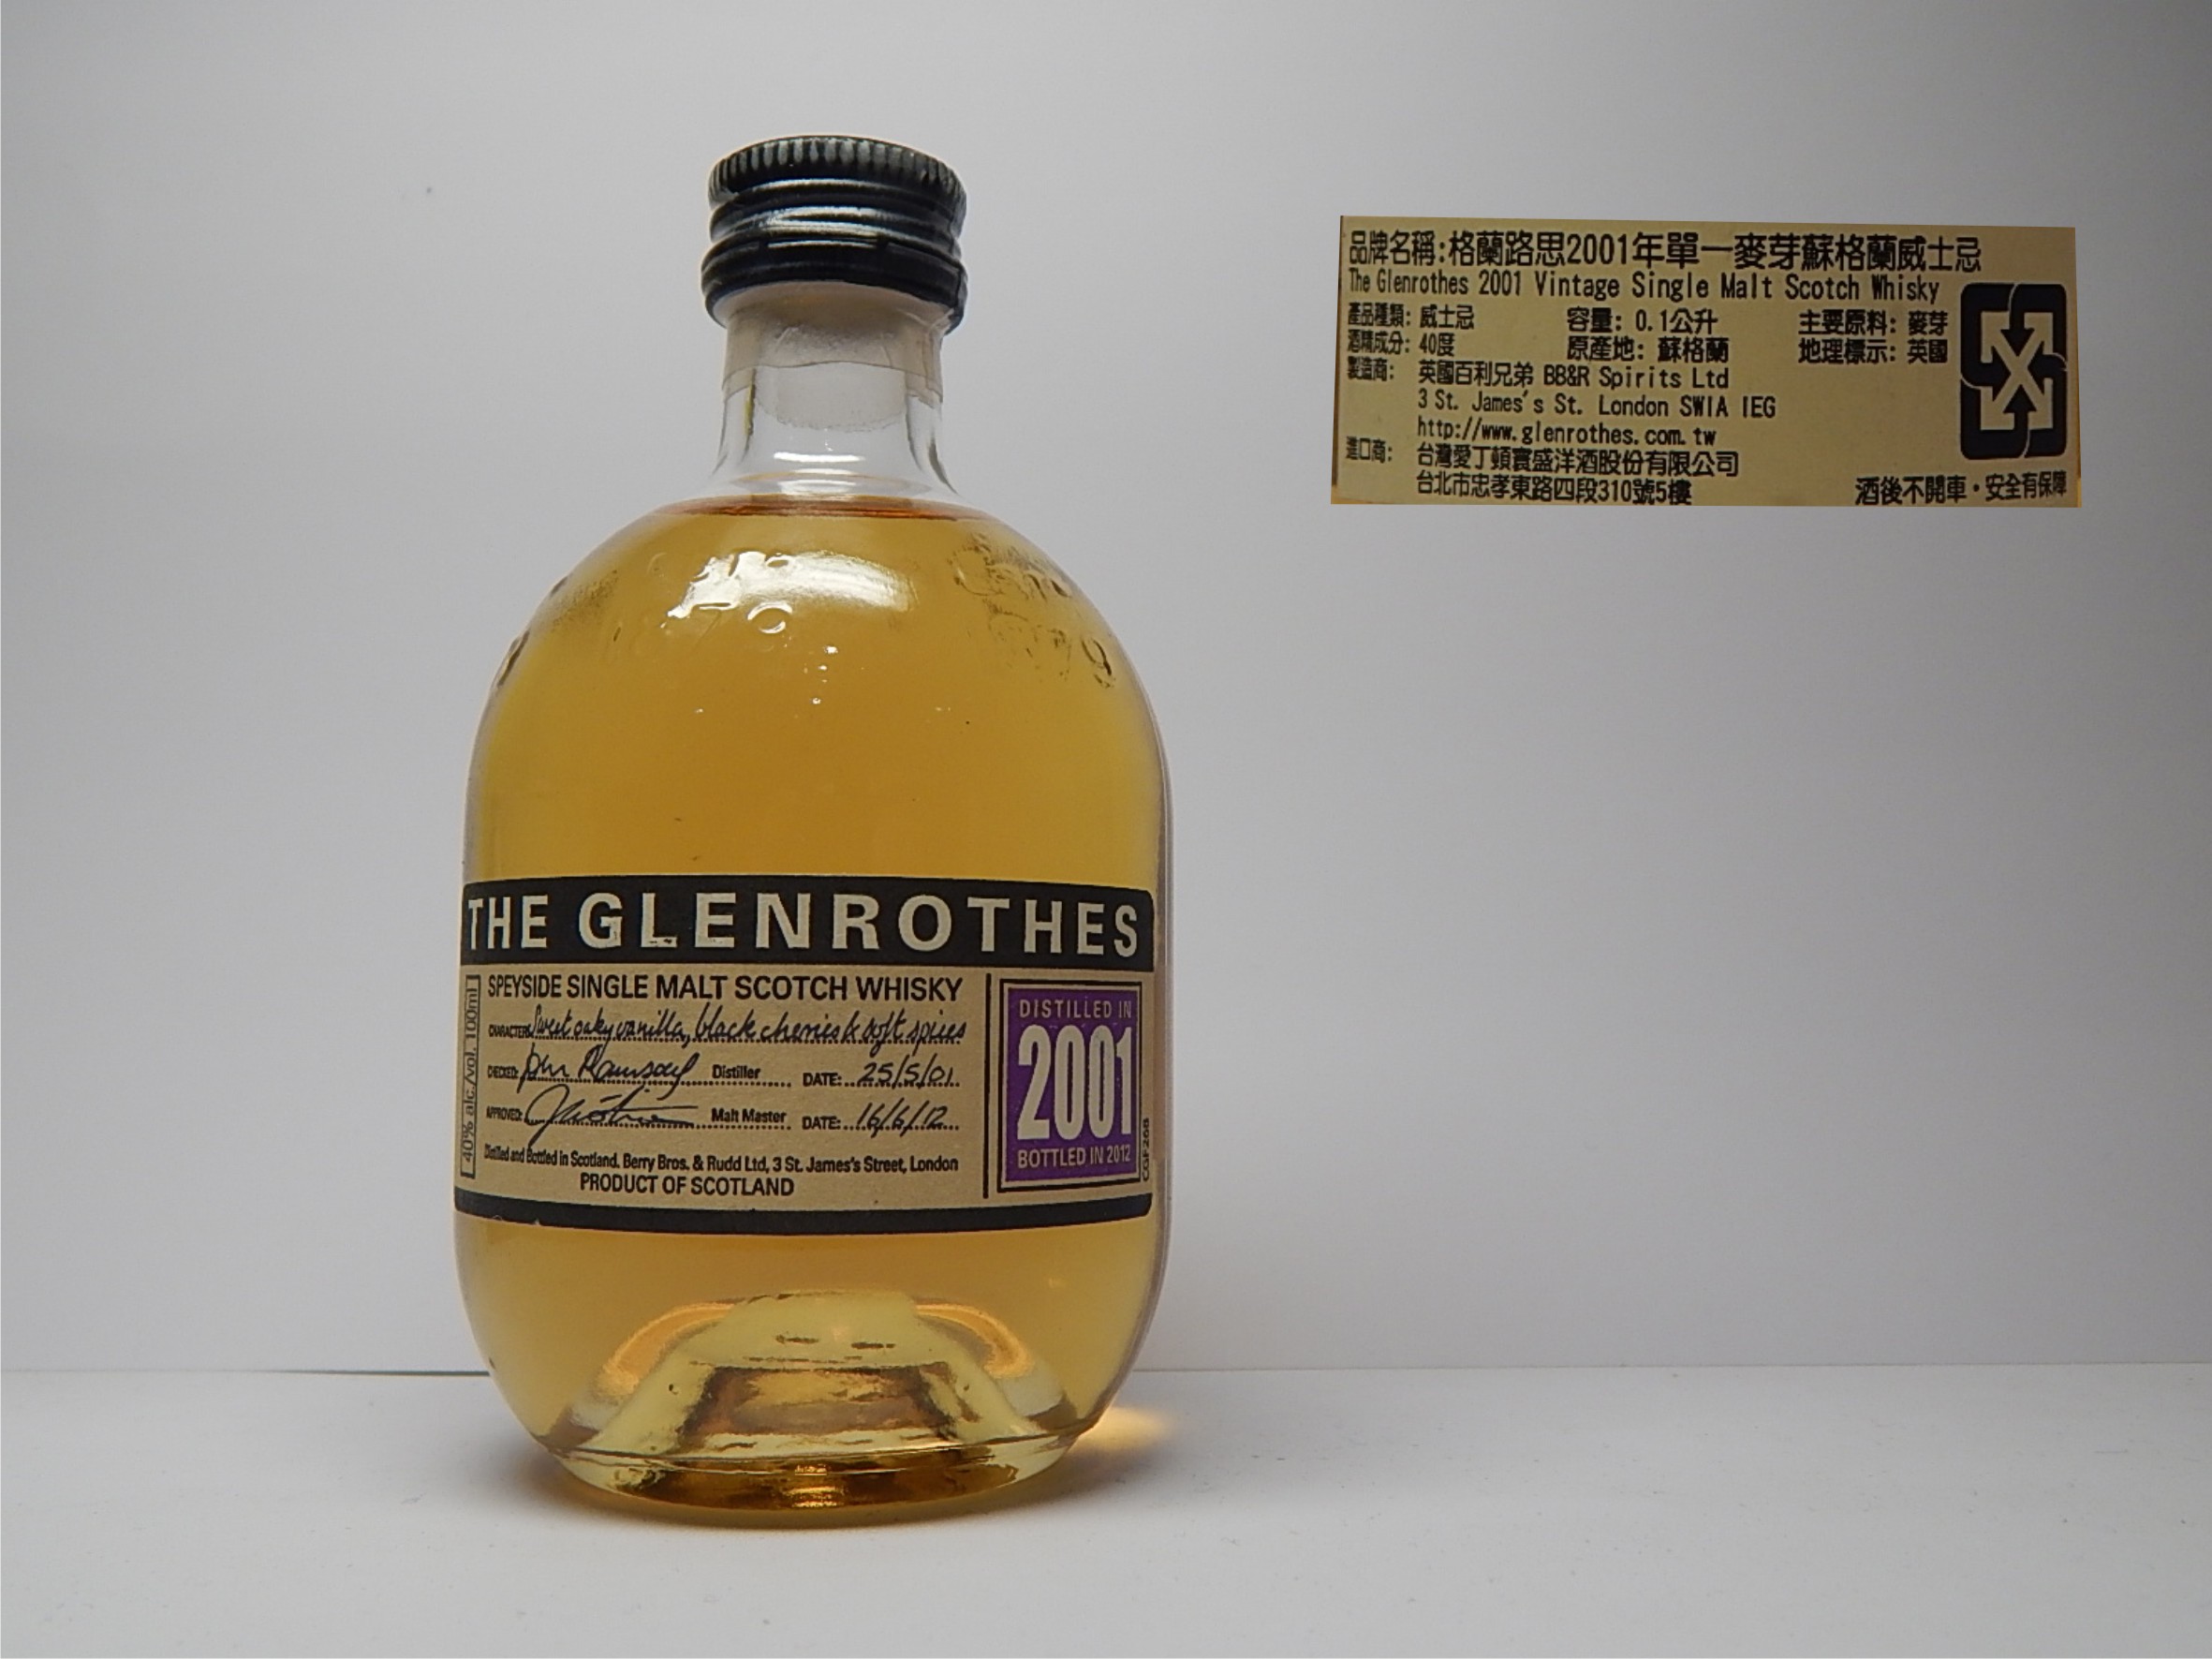 THE GLENROTHES
SPEYSIDE SINGLE MALT SCOTCH WHISKY
CHARACTER: Sweet oaky vanilla, black cherries & soft spices
CHECKED: John Ramsay Distiller DATE: 25/5/01
APPROVED: Malt Master DATE: 16/6/12
Distilled and Bottled in Scotland. Berry Bros. & Rudd Ltd, 3 St. James's Street, London
PRODUCT OF SCOTLAND
40% alc./vol. 100ml
DISTILLED IN
2001
BOTTLED IN 2012
CGF268
品牌名稱:格蘭路思2001年單一麥芽蘇格蘭威士忌
The Glenrothes 2001 Vintage Single Malt Scotch Whisky
產品種類: 威士忌 容量: 0.1公升 主要原料: 麥芽
酒精成分: 40度 原產地: 蘇格蘭 地理標示: 英國
製造商: 英國百利兄弟 BB&R Spirits Ltd
3 St. James's St. London SW1A 1EG
http://www.glenrothes.com.tw
進口商: 台灣愛丁頓寰盛洋酒股份有限公司
台北市忠孝東路四段310號5樓
酒後不開車・安全有保障